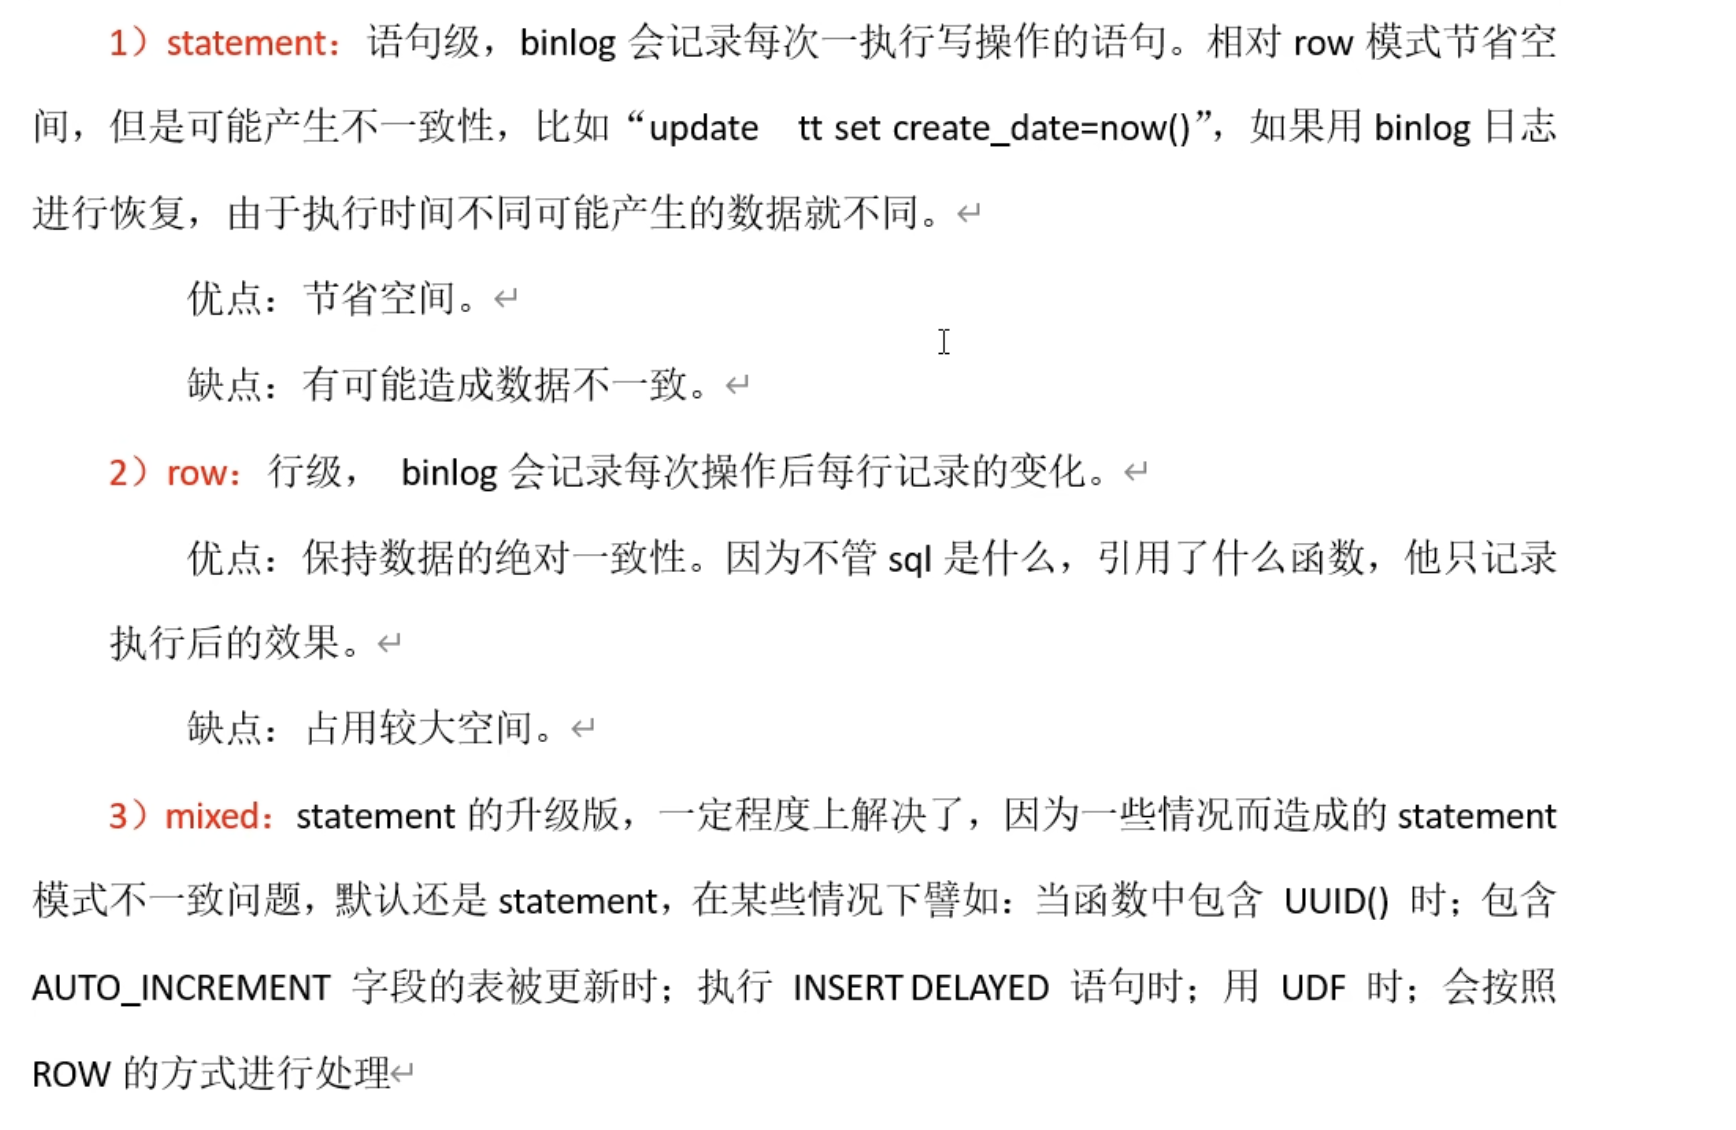 1）statement：语句级，binlog 会记录每次一执行写操作的语句。相对 row 模式节省空
间，但是可能产生不一致性，比如“update  tt set create_date=now()”，如果用 binlog 日志
进行恢复，由于执行时间不同可能产生的数据就不同。↵
优点：节省空间。↵
缺点：有可能造成数据不一致。↵
2）row：行级， binlog 会记录每次操作后每行记录的变化。↵
优点：保持数据的绝对一致性。因为不管 sql 是什么，引用了什么函数，他只记录
执行后的效果。↵
缺点：占用较大空间。↵
3）mixed：statement 的升级版，一定程度上解决了，因为一些情况而造成的 statement
模式不一致问题，默认还是 statement，在某些情况下譬如：当函数中包含 UUID() 时；包含
AUTO_INCREMENT 字段的表被更新时；执行 INSERT DELAYED 语句时；用 UDF 时；会按照
ROW 的方式进行处理↵